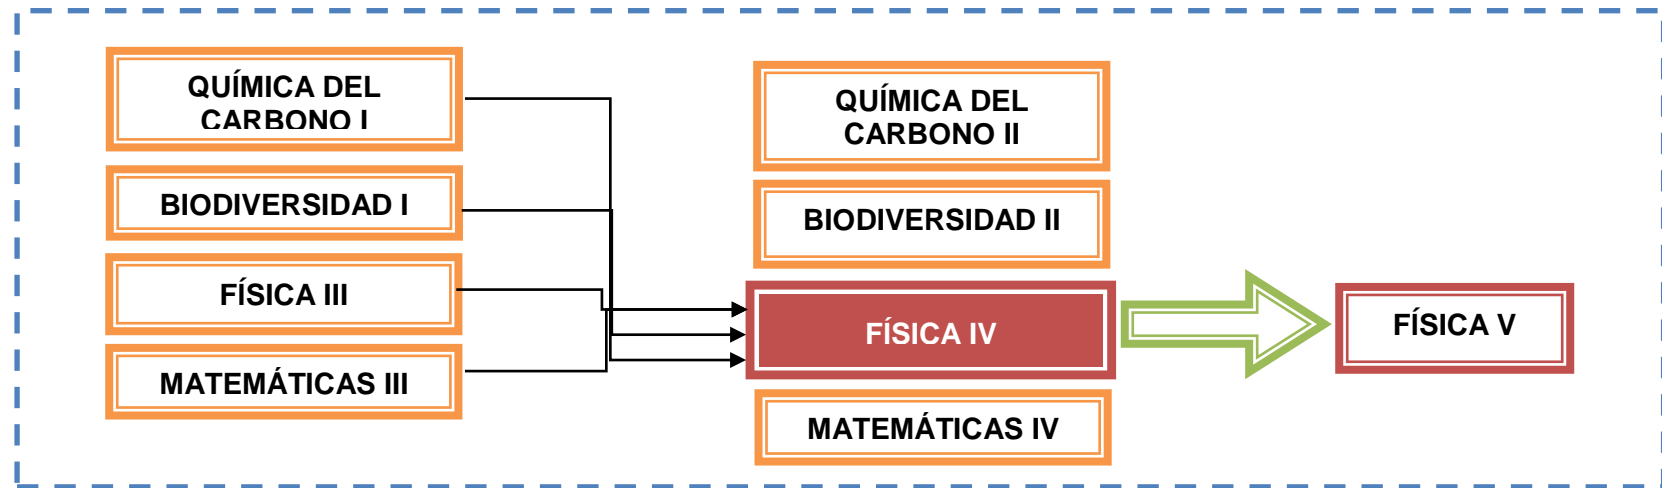 QUÍMICA DEL
CARBONO I
BIODIVERSIDAD I
FÍSICA III
MATEMÁTICAS III
QUÍMICA DEL
CARBONO II
BIODIVERSIDAD II
FÍSICA IV
MATEMÁTICAS IV
FÍSICA V